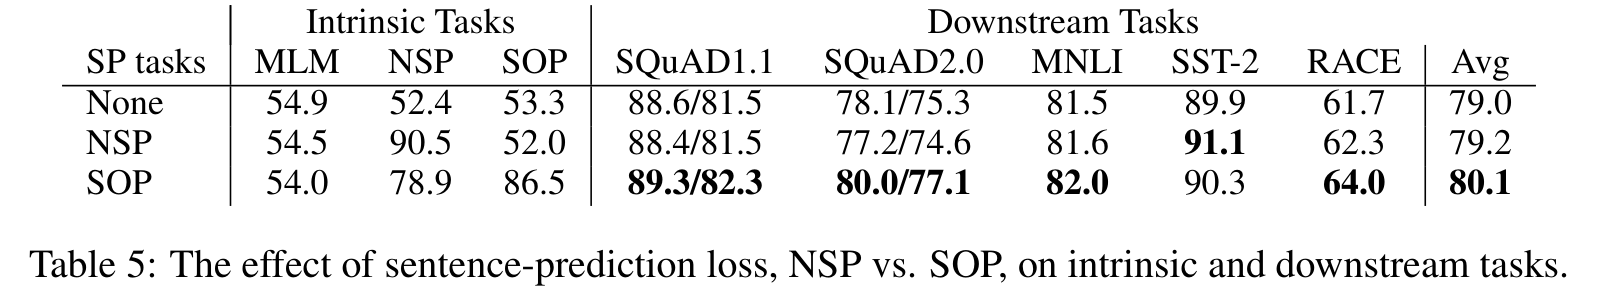 Intrinsic Tasks Downstream Tasks
SP tasks MLM NSP SOP SQuAD1.1 SQuAD2.0 MNLI SST-2 RACE Avg
None 54.9 52.4 53.3 88.6/81.5 78.1/75.3 81.5 89.9 61.7 79.0
NSP 54.5 90.5 52.0 88.4/81.5 77.2/74.6 81.6 91.1 62.3 79.2
SOP 54.0 78.9 86.5 89.3/82.3 80.0/77.1 82.0 90.3 64.0 80.1
Table 5: The effect of sentence-prediction loss, NSP vs. SOP, on intrinsic and downstream tasks.